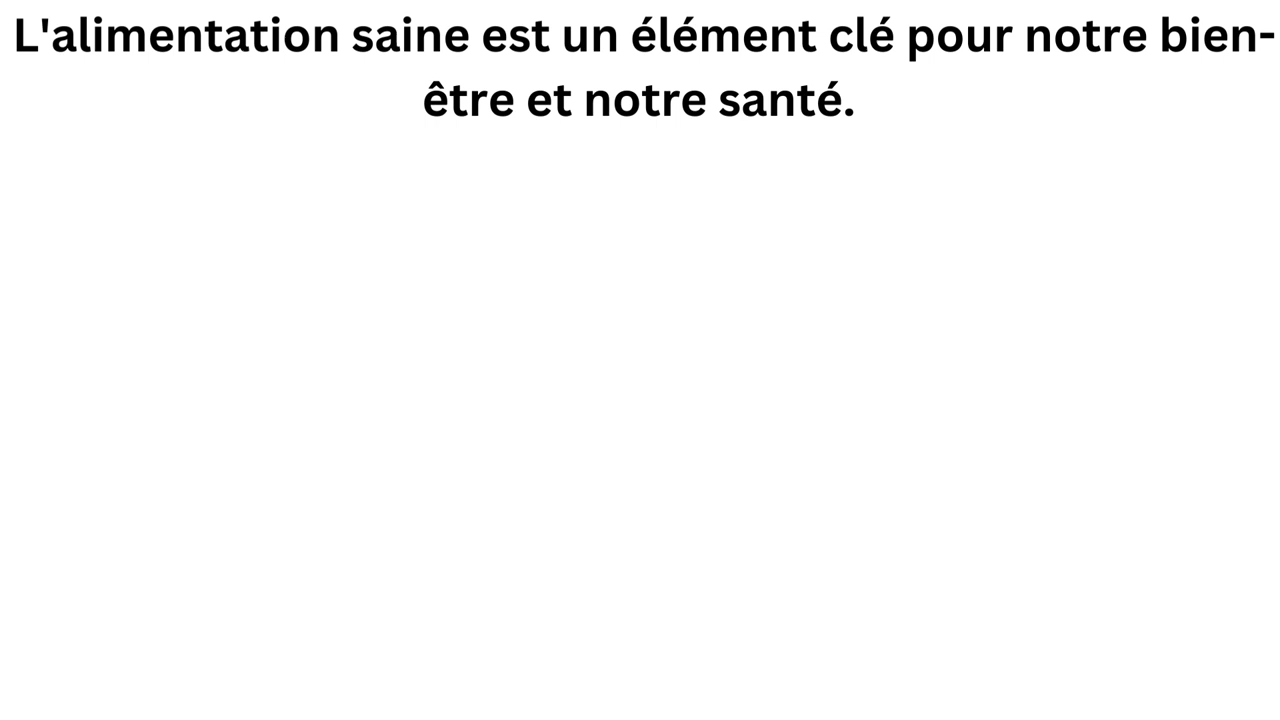 L'alimentation saine est un élément clé pour notre bien-
être et notre santé.